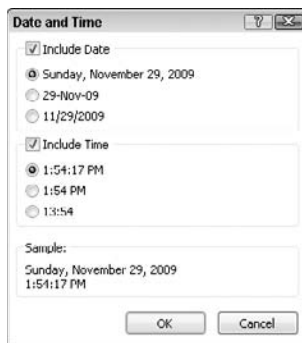 Date and Time
Include Date
Sunday, November 29, 2009
29-Nov-09
11/29/2009
Include Time
1:54:17 PM
1:54 PM
13:54
Sample:
Sunday, November 29, 2009
1:54:17 PM
OK Cancel